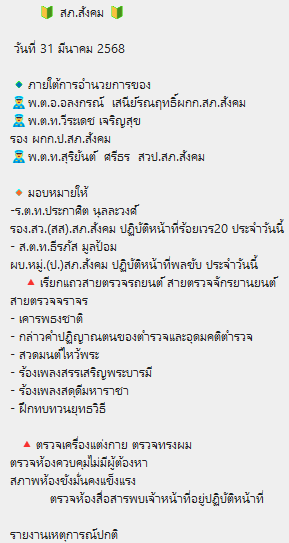 🔰 สภ.สังคม 🔰
วันที่ 31 มีนาคม 2568
🔹ภายใต้การอำนวยการของ
👮พ.ต.อ.อลงกรณ์ เสนีย์รณฤทธิ์ผกก.สภ.สังคม
👮พ.ต.ท.วีระเดช เจริญสุข
รอง ผกก.ป.สภ.สังคม
👮พ.ต.ท.สุริยันต์ ศรีธร สวป.สภ.สังคม
🔸มอบหมายให้
-ร.ต.ท.ประกาศิต นุลละวงศ์
รอง.สว.(สส).สภ.สังคม ปฏิบัติหน้าที่ร้อยเวร20 ประจำวันนี้
- ส.ต.ท.ธีรภัส มูลป้อม
ผบ.หมู่.(ป.)สภ.สังคม ปฏิบัติหน้าที่พลขับ ประจำวันนี้
🔺เรียกแถวสายตรวจรถยนต์ สายตรวจจักรยานยนต์
สายตรวจจราจร
- เคารพธงชาติ
- กล่าวคำปฏิญาณตนของตำรวจและอุดมคติตำรวจ
- สวดมนต์ไหว้พระ
- ร้องเพลงสรรเสริญพระบารมี
- ร้องเพลงสดุดีมหาราชา
- ฝึกทบทวนยุทธวิธี
🔺ตรวจเครื่องแต่งกาย ตรวจทรงผม
ตรวจห้องควบคุมไม่มีผู้ต้องหา
สภาพห้องขังมั่นคงแข็งแรง
ตรวจห้องสื่อสารพบเจ้าหน้าที่อยู่ปฏิบัติหน้าที่
รายงานเหตุการณ์ปกติ